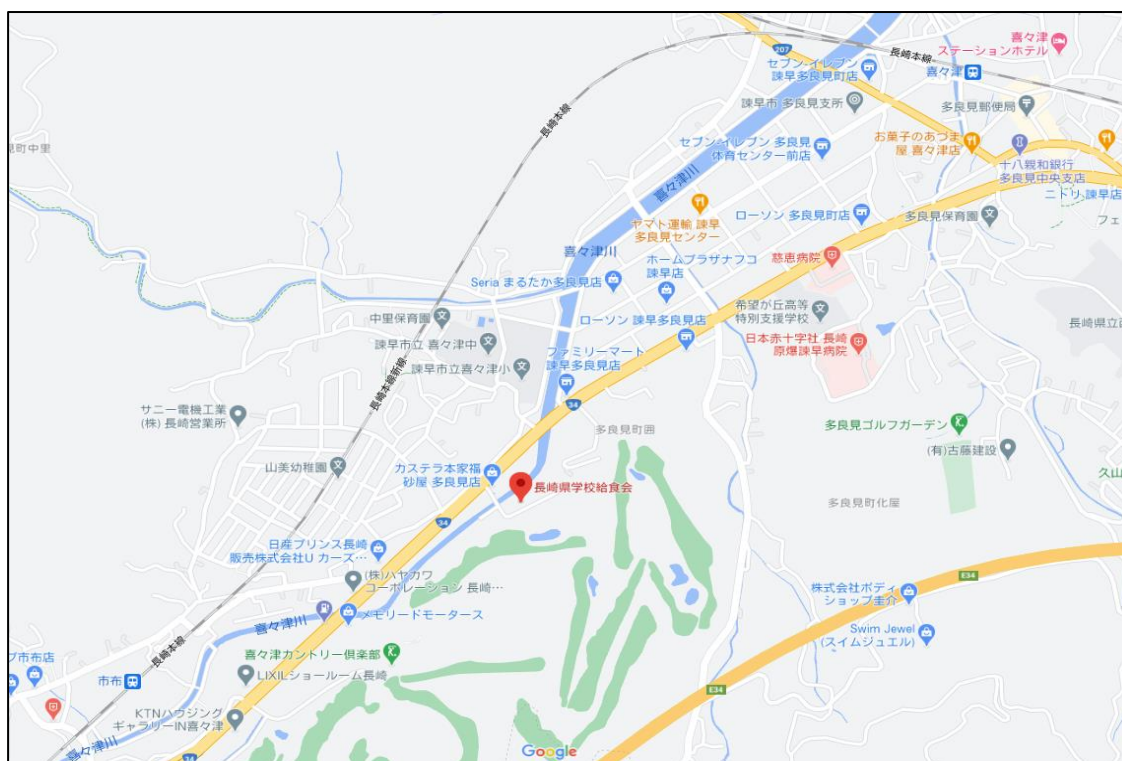 喜々津
ステーションホテル
長崎本線
207
セブン-イレブン
諫早多良見町店
喜々津
長崎本線
諫早市 多良見支所
多良見郵便局
見町中里
お菓子のあづま
屋 喜々津店
セブン-イレブン 多良見
体育センター前店
十八親和銀行
多良見中央支店
喜々津川
ニトリ 諫早店
ヤマト運輸 諫早
多良見センター
ローソン 多良見町店
多良見保育園
フェ
喜々津川
ホームプラザナフコ
諫早店
慈恵病院
Seria まるたか多良見店
中里保育園
ローソン 諫早多良見店
希望が丘高等
特別支援学校
長崎県立西
諫早市立 喜々津中
日本赤十字社 長崎
原爆諫早病院
ファミリーマート
諫早多良見店
諫早市立喜々津小
長崎本線新線
34
サニー電機工業
(株) 長崎営業所
多良見町囲
多良見ゴルフガーデン
(有)古藤建設
山美幼稚園
カステラ本家福
砂屋 多良見店
久山
長崎県学校給食会
多良見町化屋
34
日産プリンス長崎
販売株式会社U カーズ…
(株)ハヤカワ
コーポレーション 長崎…
E34
株式会社ボディ
ショップ圭介
メモリードモータース
喜々津川
Swim Jewel
(スイムジュエル)
長崎本線
喜々津カントリー倶楽部
ブ市布店
LIXILショールーム長崎
市布
E34
KTNハウジング
ギャラリーIN喜々津
喜々津川
Google